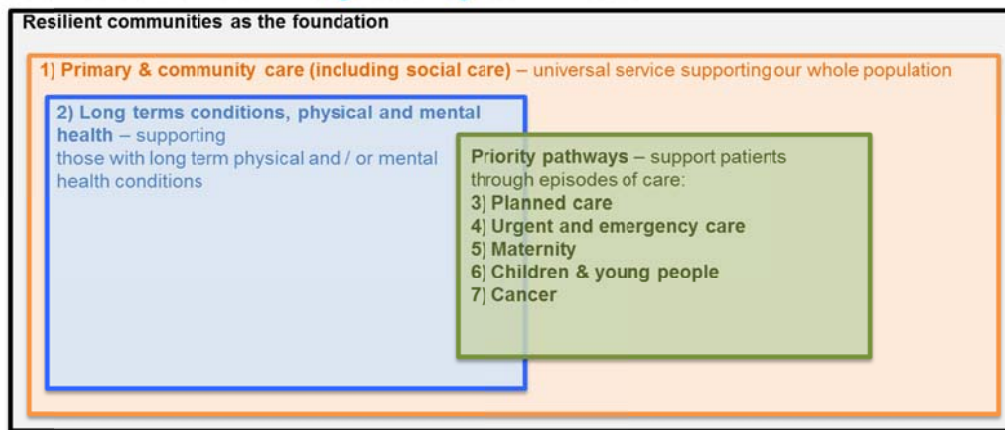 Resilient communities as the foundation
1) Primary & community care (including social care) – universal service supporting our whole population
2) Long terms conditions, physical and mental
health – supporting
those with long term physical and / or mental
health conditions
Priority pathways – support patients
through episodes of care:
3) Planned care
4) Urgent and emergency care
5) Maternity
6) Children & young people
7) Cancer